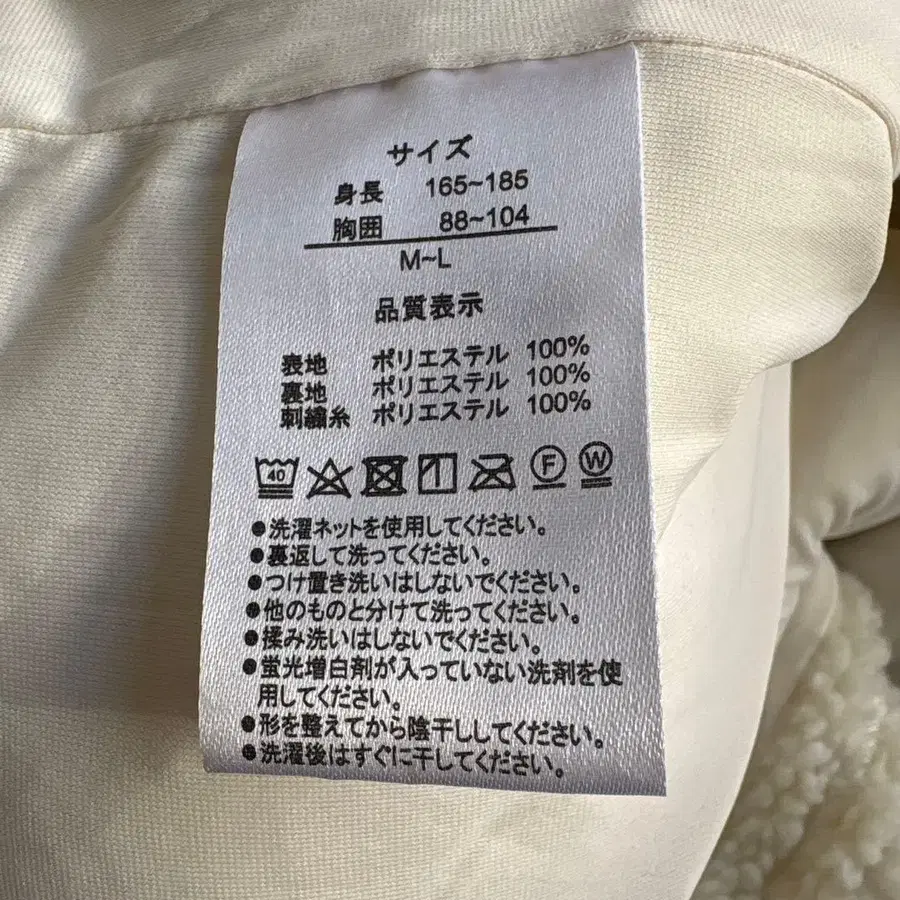 サイズ
身長 165~185
胸囲 88~104
M~L
品質表示
表地 ポリエステル 100%
裏地 ポリエステル 100%
刺繍糸 ポリエステル 100%
40 F W
●洗濯ネットを使用してください。
●裏返して洗ってください。
●つけ置き洗いはしないでください。
●他のものと分けて洗ってください。
●揉み洗いはしないでください。
●蛍光増白剤が入っていない洗剤を使
用してください。
●形を整えてから陰干ししてください。
●洗濯後はすぐに干してください。